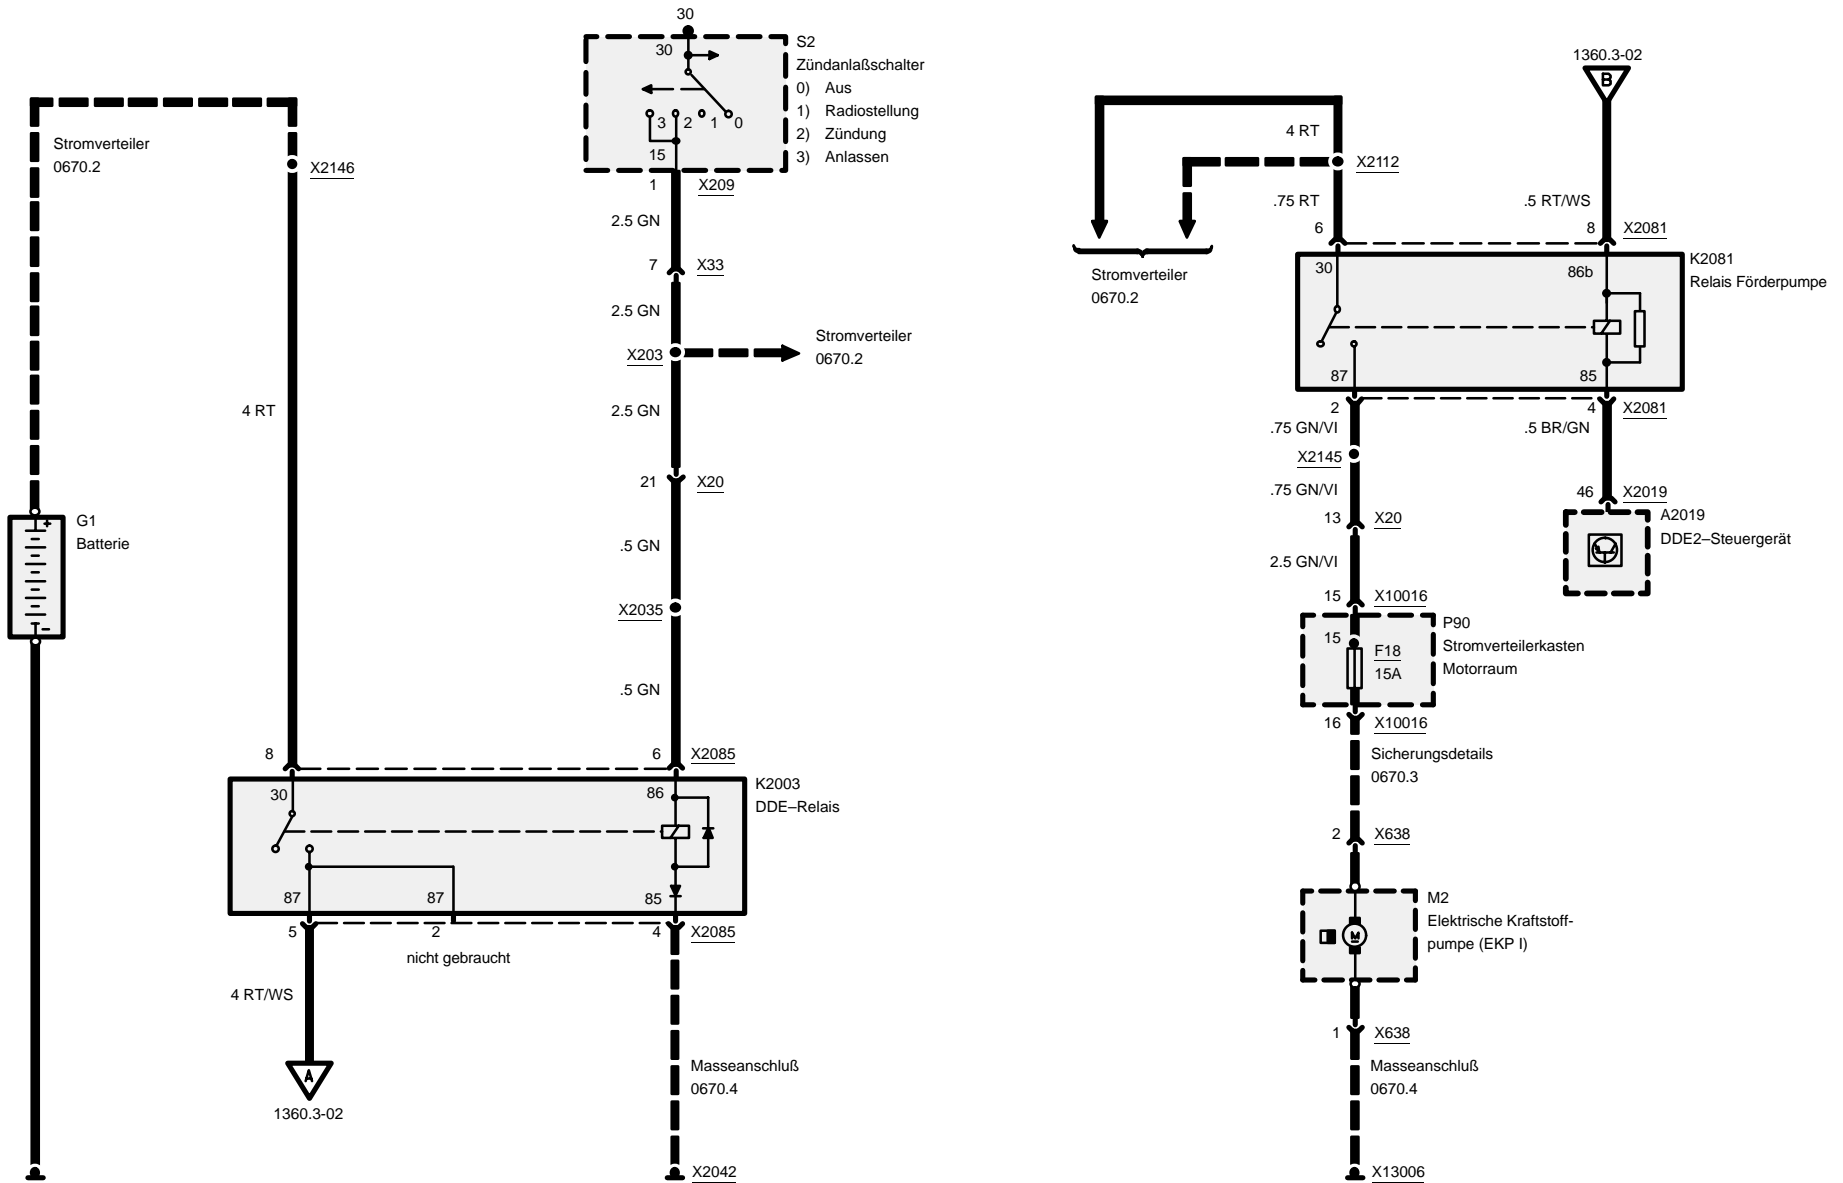 30
30
S2
Zündanlaßschalter
0) Aus
1) Radiostellung
2) Zündung
3) Anlassen
3 2 1 0
15
1 X209
2.5 GN
7 X33
2.5 GN
X203
Stromverteiler
0670.2
2.5 GN
21 X20
.5 GN
X2035
.5 GN
6 X2085
Stromverteiler
0670.2
X2146
4 RT
G1
Batterie
+
–
8
K2003
DDE–Relais
30
86
87
87
85
5
2
4 X2085
nicht gebraucht
4 RT/WS
A
1360.3-02
Masseanschluß
0670.4
X2042
1360.3-02
B
4 RT
X2112
.75 RT
.5 RT/WS
6
8 X2081
Stromverteiler
0670.2
K2081
Relais Förderpumpe
30
86b
87
85
2
4 X2081
.75 GN/VI
.5 BR/GN
X2145
.75 GN/VI
46 X2019
A2019
DDE2–Steuergerät
13 X20
2.5 GN/VI
15 X10016
P90
Stromverteilerkasten
Motorraum
15
F18
15A
16 X10016
Sicherungsdetails
0670.3
2 X638
M2
Elektrische Kraftstoff-
pumpe (EKP I)
M
1 X638
Masseanschluß
0670.4
X13006